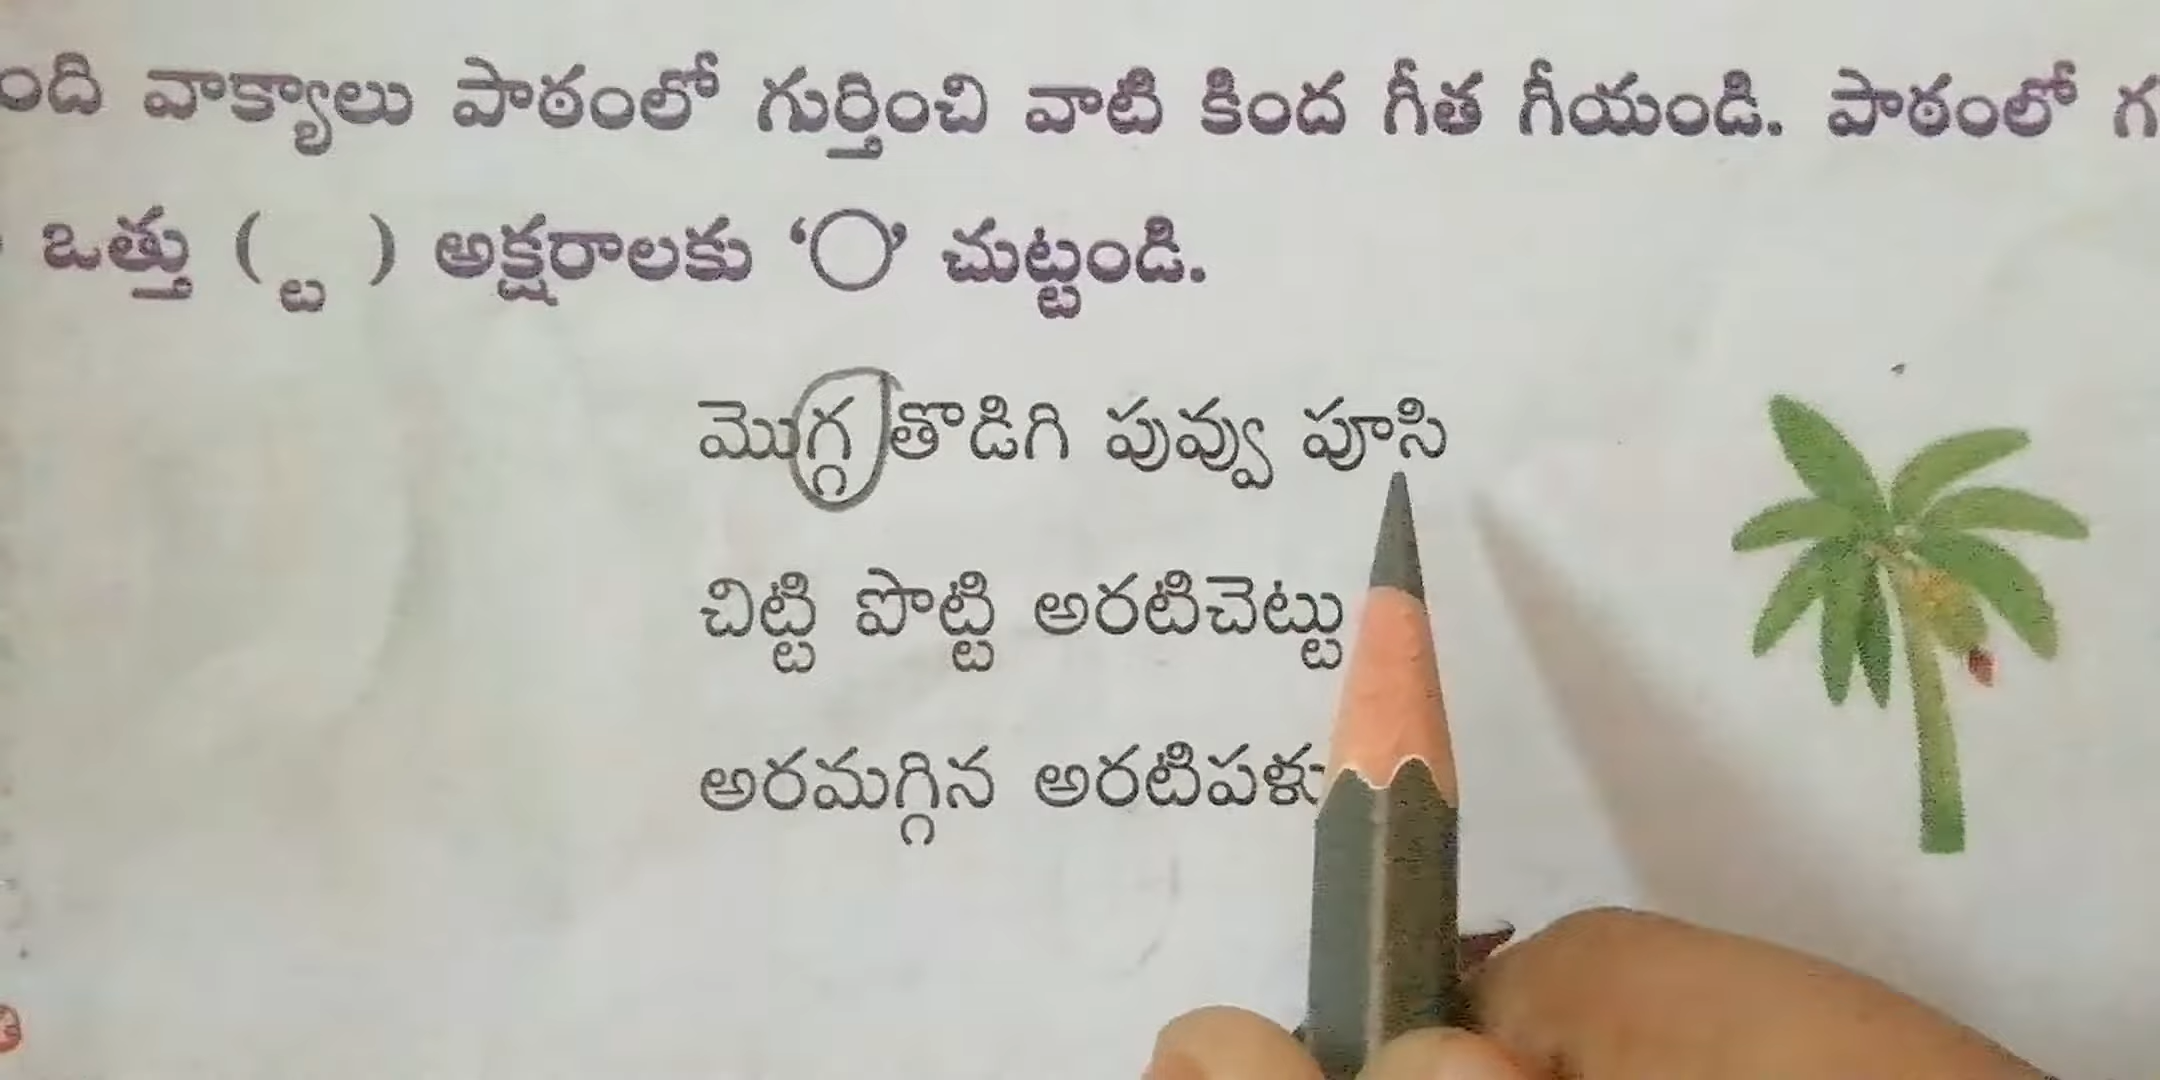 ంది వాక్యాలు పాఠంలో గుర్తించి వాటి కింద గీత గీయండి. పాఠంలో గ
ఒత్తు ( ్ట ) అక్షరాలకు ‘○’ చుట్టండి.
మొగ్గ తొడిగి పువ్వు పూసి
చిట్టి పొట్టి అరటిచెట్టు
అరమగ్గిన అరటిపళు